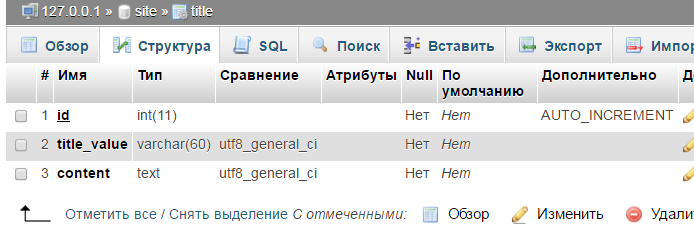 127.0.0.1 » site » title
Обзор Структура SQL Поиск Вставить Экспорт Импор
# Имя Тип Сравнение Атрибуты Null По умолчанию Дополнительно
1 id int(11) Нет Нет AUTO_INCREMENT
2 title_value varchar(60) utf8_general_ci Нет Нет
3 content text utf8_general_ci Нет Нет
Отметить все / Снять выделение С отмеченными: Обзор Изменить Удали